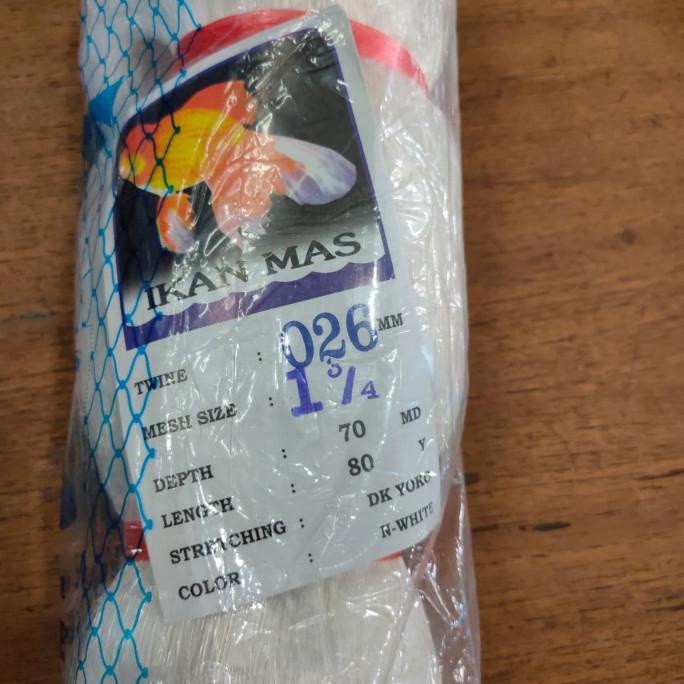 IKAN MAS
TWINE : 026 MM
MESH SIZE : 1 3/4
DEPTH : 70 MD
LENGTH : 80 Y
STRETCHING : DK YOKO
COLOR : N-WHITE